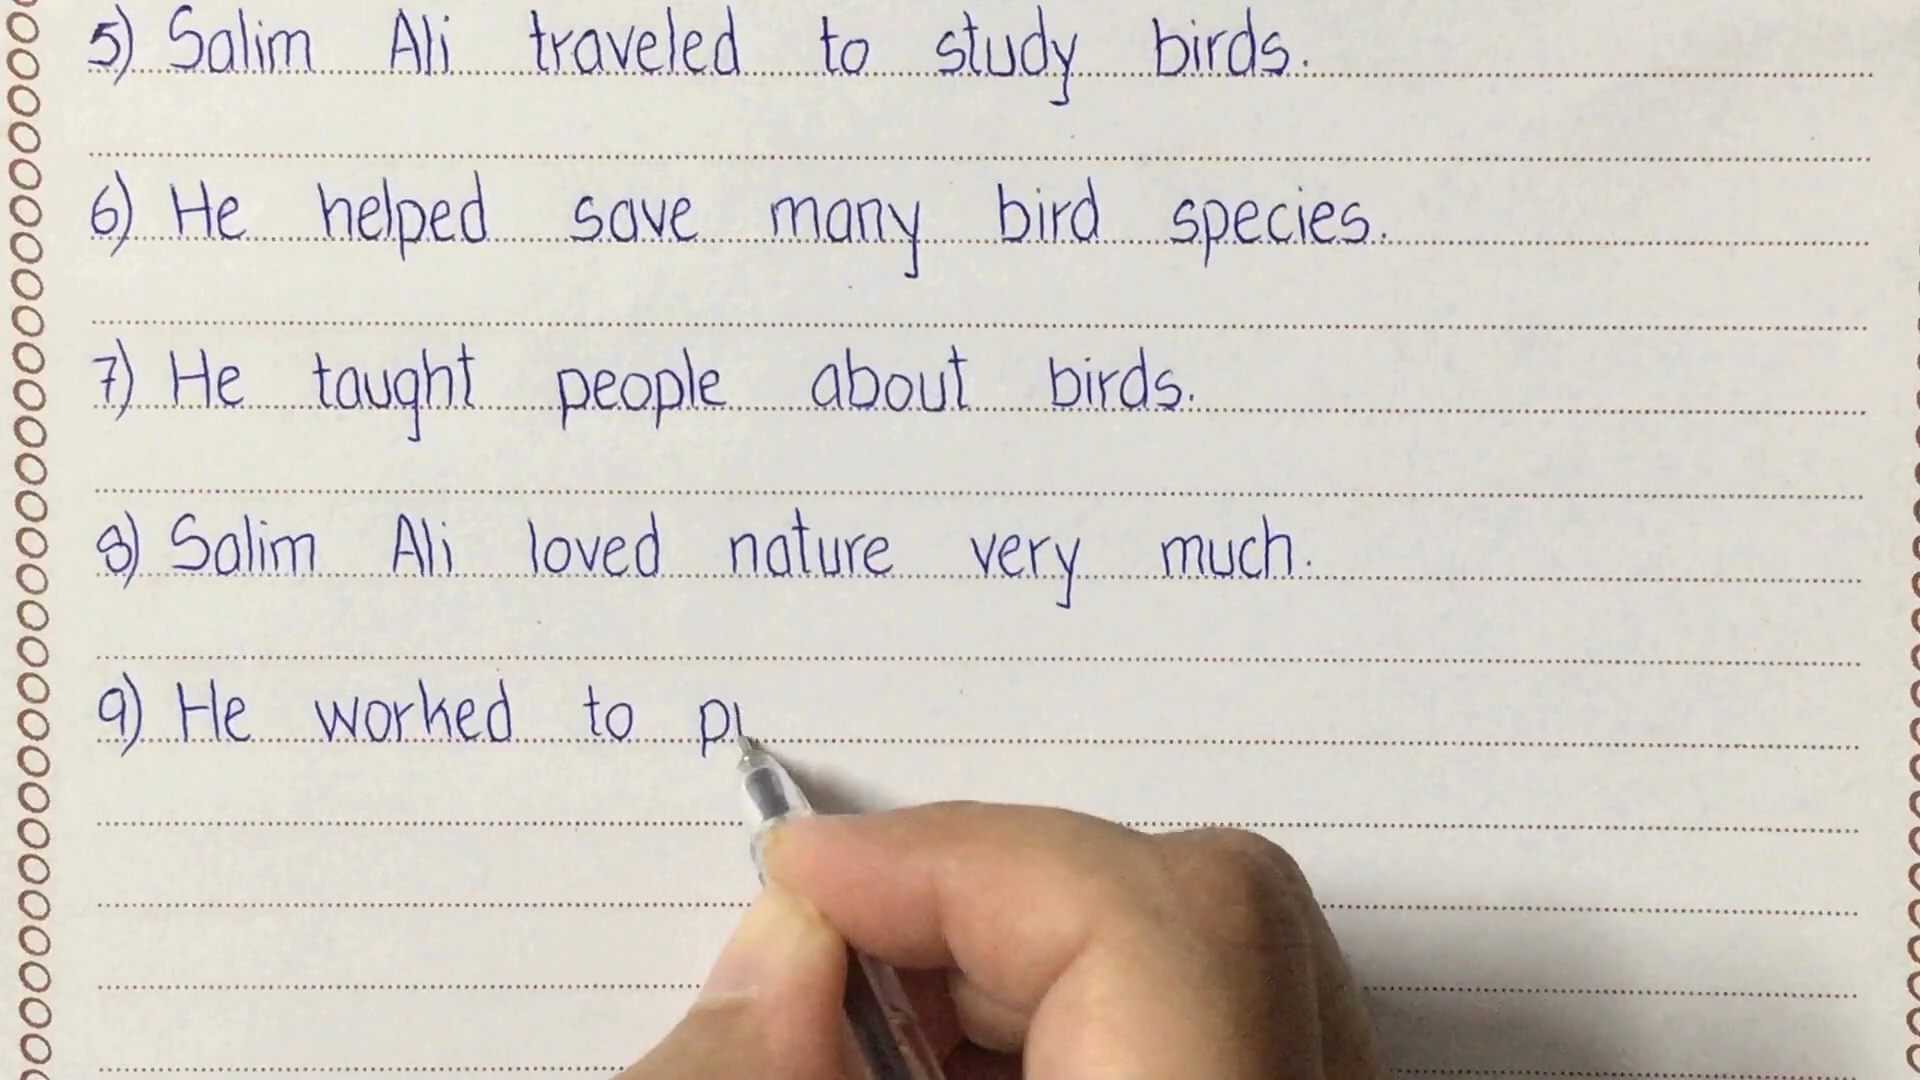 5) Salim Ali traveled to study birds.
6) He helped save many bird species.
7) He taught people about birds.
8) Salim Ali loved nature very much.
9) He worked to